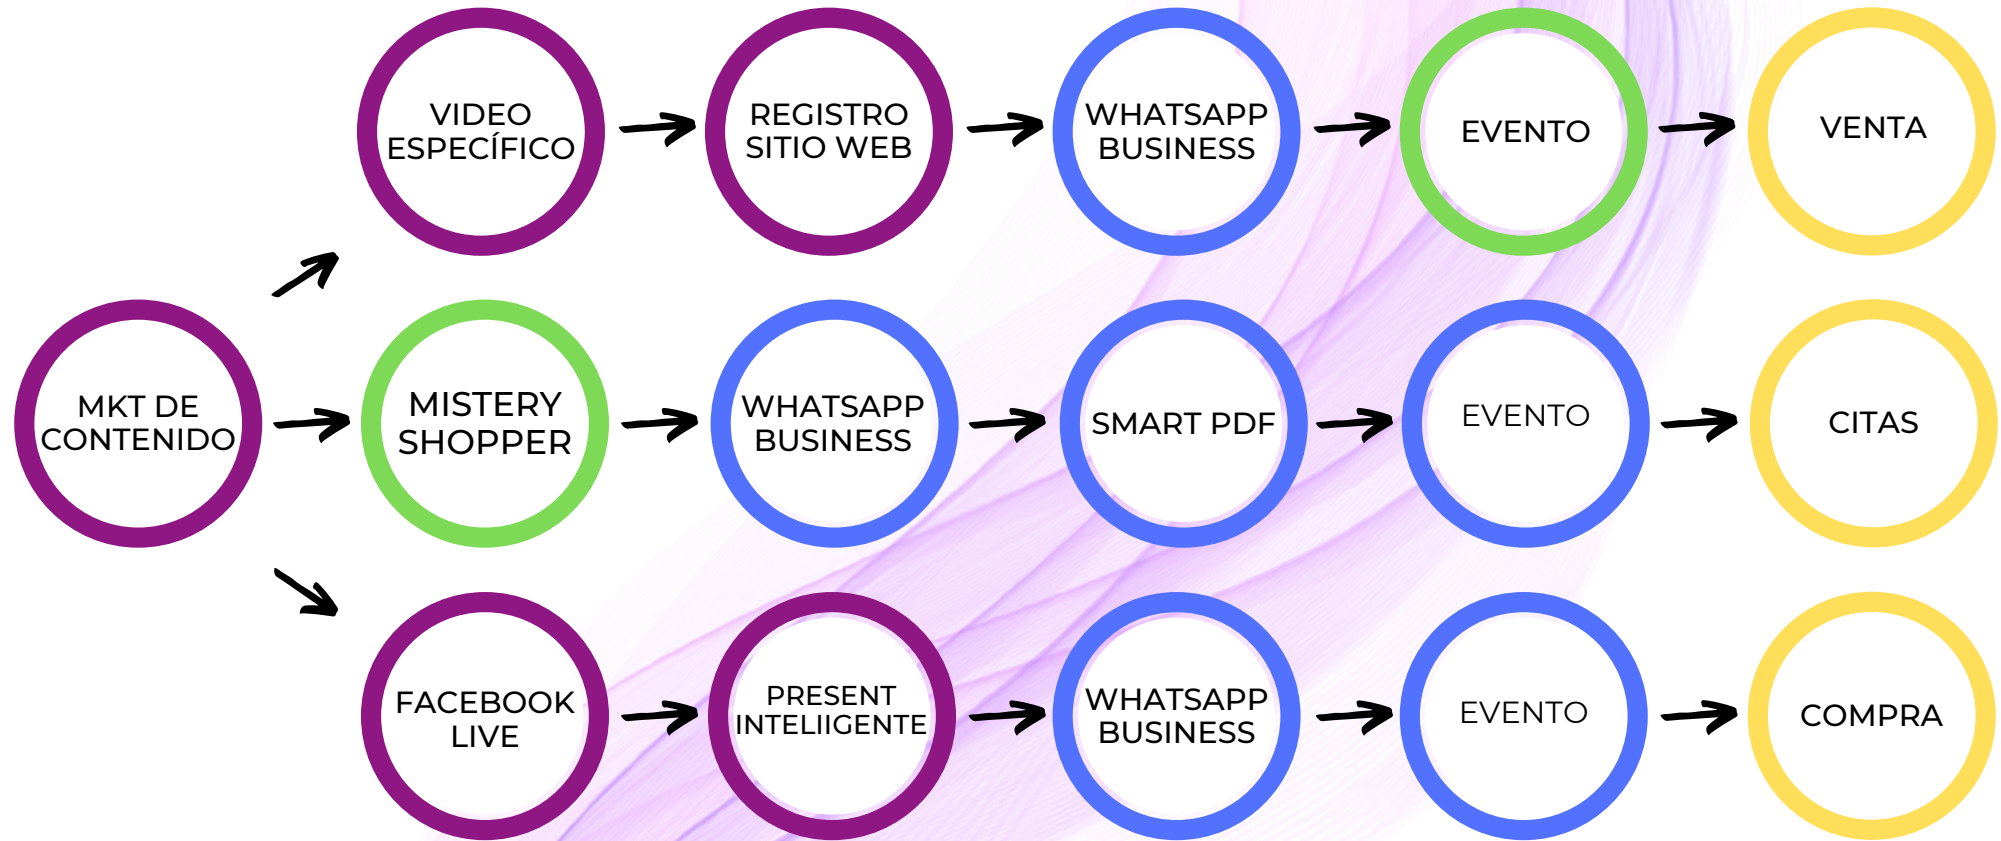 VIDEO
ESPECÍFICO
REGISTRO
SITIO WEB
WHATSAPP
BUSINESS
EVENTO
VENTA
MKT DE
CONTENIDO
MISTERY
SHOPPER
WHATSAPP
BUSINESS
SMART PDF
EVENTO
CITAS
FACEBOOK
LIVE
PRESENT
INTELIIGENTE
WHATSAPP
BUSINESS
EVENTO
COMPRA